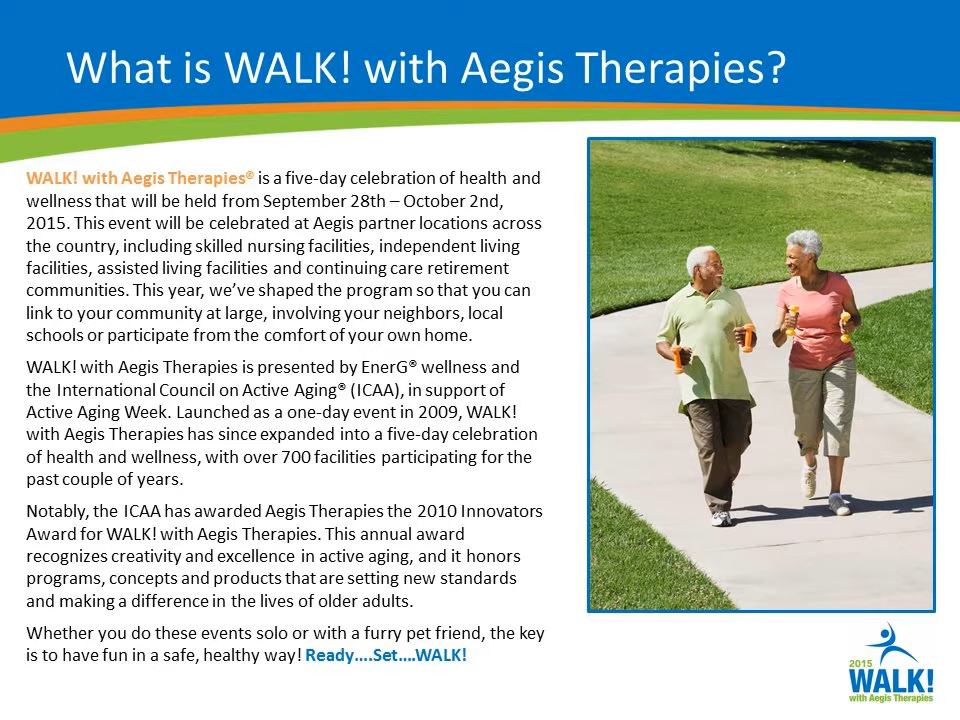 What is WALK! with Aegis Therapies?
WALK! with Aegis Therapies® is a five-day celebration of health and
wellness that will be held from September 28th – October 2nd,
2015. This event will be celebrated at Aegis partner locations across
the country, including skilled nursing facilities, independent living
facilities, assisted living facilities and continuing care retirement
communities. This year, we’ve shaped the program so that you can
link to your community at large, involving your neighbors, local
schools or participate from the comfort of your own home.
WALK! with Aegis Therapies is presented by EnerG® wellness and
the International Council on Active Aging® (ICAA), in support of
Active Aging Week. Launched as a one-day event in 2009, WALK!
with Aegis Therapies has since expanded into a five-day celebration
of health and wellness, with over 700 facilities participating for the
past couple of years.
Notably, the ICAA has awarded Aegis Therapies the 2010 Innovators
Award for WALK! with Aegis Therapies. This annual award
recognizes creativity and excellence in active aging, and it honors
programs, concepts and products that are setting new standards
and making a difference in the lives of older adults.
Whether you do these events solo or with a furry pet friend, the key
is to have fun in a safe, healthy way! Ready....Set....WALK!
2015
WALK!
with Aegis Therapies